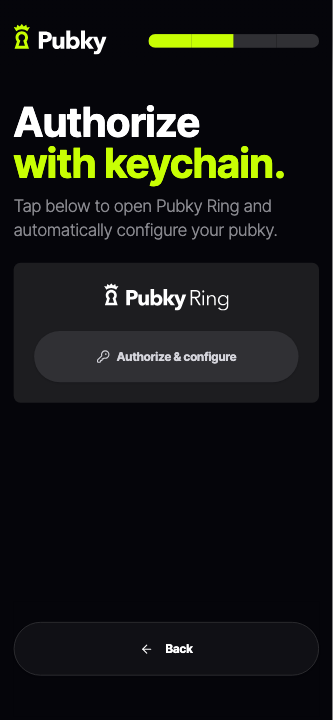 Pubky
Authorize
with keychain.
Tap below to open Pubky Ring and
automatically configure your pubky.
Pubky Ring
Authorize & configure
Back